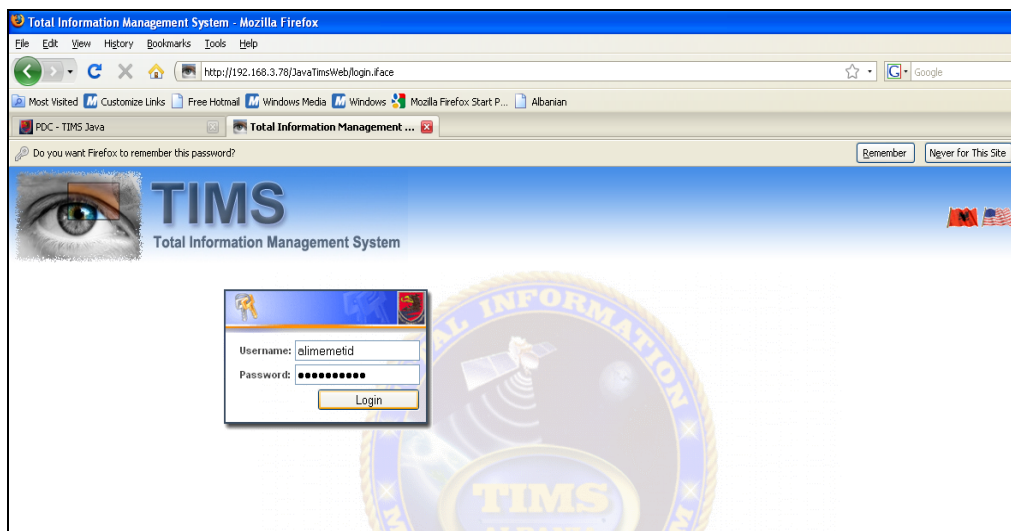 Total Information Management System - Mozilla Firefox
File Edit View History Bookmarks Tools Help
http://192.168.3.78/JavaTimsWeb/login.iface
Google
Most Visited Customize Links Free Hotmail Windows Media Windows Mozilla Firefox Start P... Albanian
PDC - TIMS Java Total Information Management ...
Do you want Firefox to remember this password? Remember Never for This Site
TIMS
Total Information Management System
Username: alimemetid
Password: ●●●●●●●●●●
Login
TOTAL INFORMATION
TIMS
ALBANIA